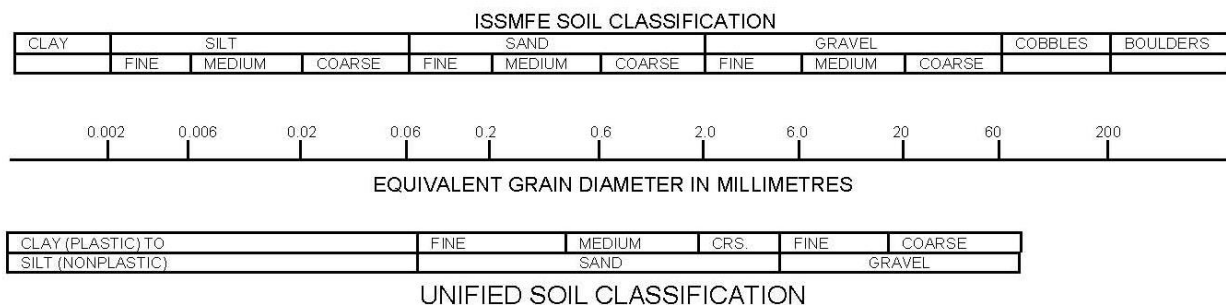 ISSMFE SOIL CLASSIFICATION
CLAY SILT SAND GRAVEL COBBLES BOULDERS
FINE MEDIUM COARSE FINE MEDIUM COARSE FINE MEDIUM COARSE
0.002 0.006 0.02 0.06 0.2 0.6 2.0 6.0 20 60 200
EQUIVALENT GRAIN DIAMETER IN MILLIMETRES
CLAY (PLASTIC) TO FINE MEDIUM CRS. FINE COARSE
SILT (NONPLASTIC) SAND GRAVEL
UNIFIED SOIL CLASSIFICATION